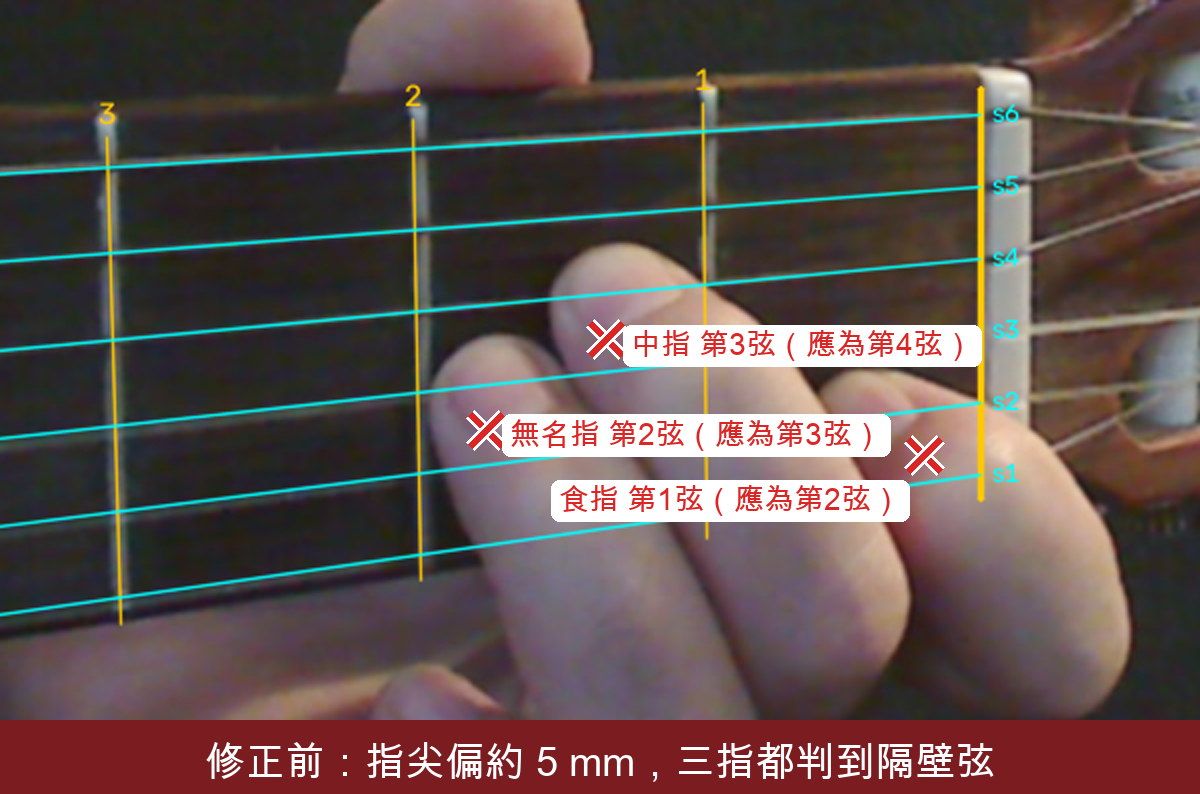 3
2
1
s6
s5
s4
s3
中指 第3弦（應為第4弦）
s2
無名指 第2弦（應為第3弦）
s1
食指 第1弦（應為第2弦）
修正前：指尖偏約 5 mm，三指都判到隔壁弦